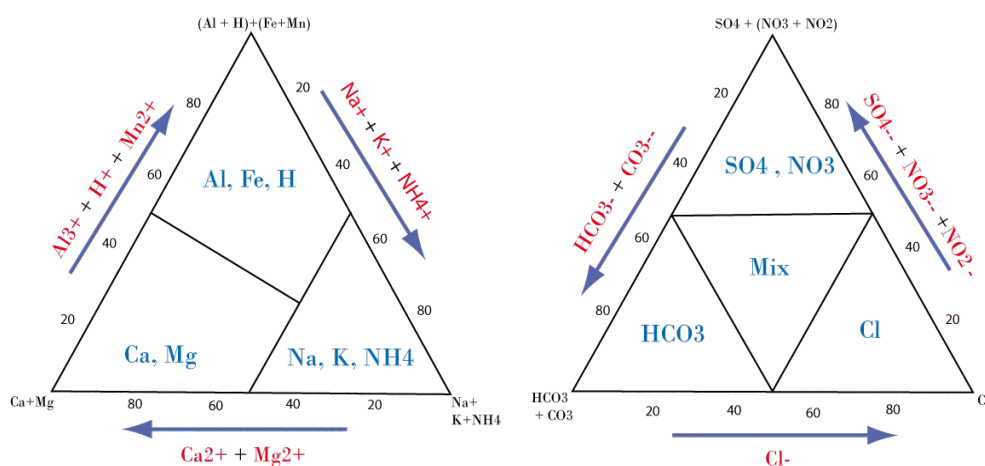 (Al + H)+(Fe+Mn)
20
80
Na+ + K+ + NH4+
Al3+ + H+ + Mn2+
40
60
Al, Fe, H
40
60
20
80
Ca, Mg
Na, K, NH4
Ca+Mg
80
60
40
20
Na+
K+NH4
Ca2+ + Mg2+
SO4 + (NO3 + NO2)
20
80
HCO3- + CO3--
SO4-- + NO3-- +NO2 -
40
60
SO4 , NO3
60
40
Mix
80
20
HCO3
Cl
HCO3
+ CO3
20
40
60
80
C
Cl-